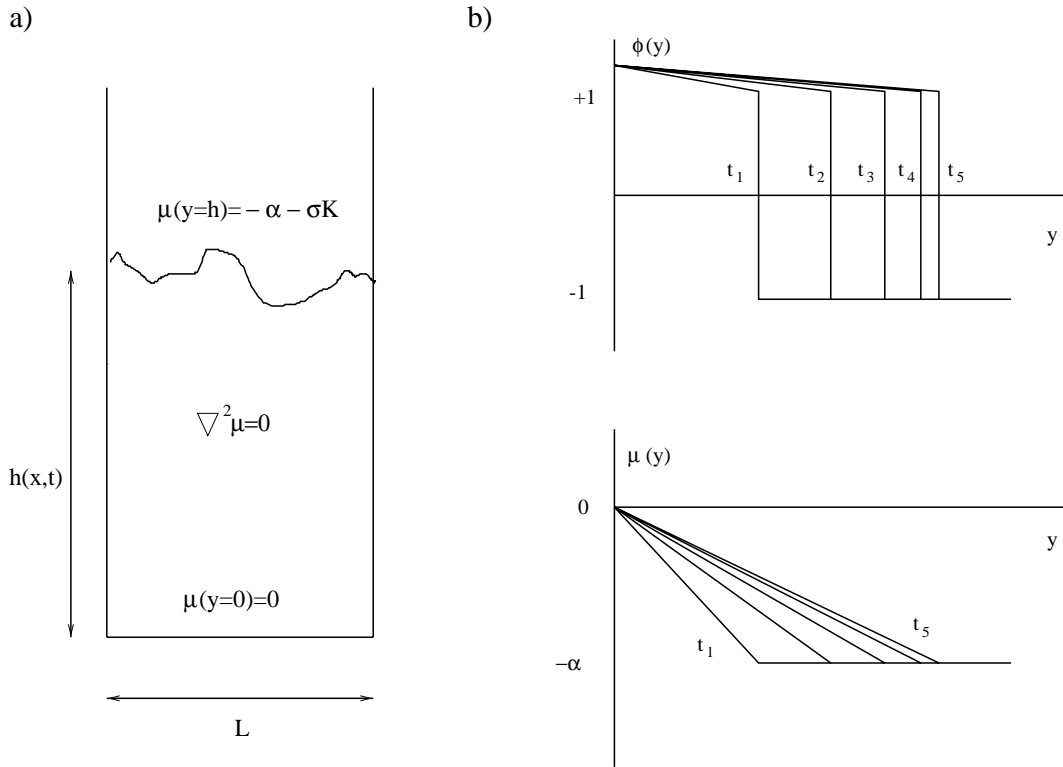 a)
μ(y=h)= − α − σK
∇²μ=0
h(x,t)
μ(y=0)=0
L
b)
ϕ(y)
+1
t₁ t₂ t₃ t₄ t₅
y
-1
μ (y)
0
y
t₁
t₅
−α